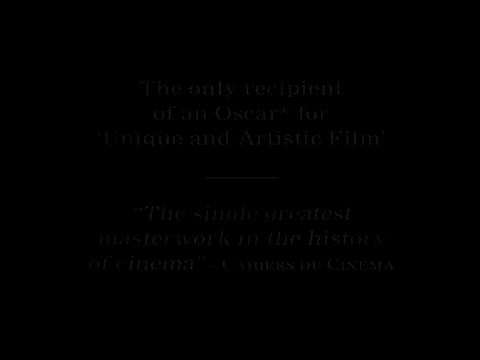 The only recipient
of an Oscar® for
'Unique and Artistic Film'
"The single greatest
masterwork in the history
of cinema" - CAHIERS DU CINÉMA